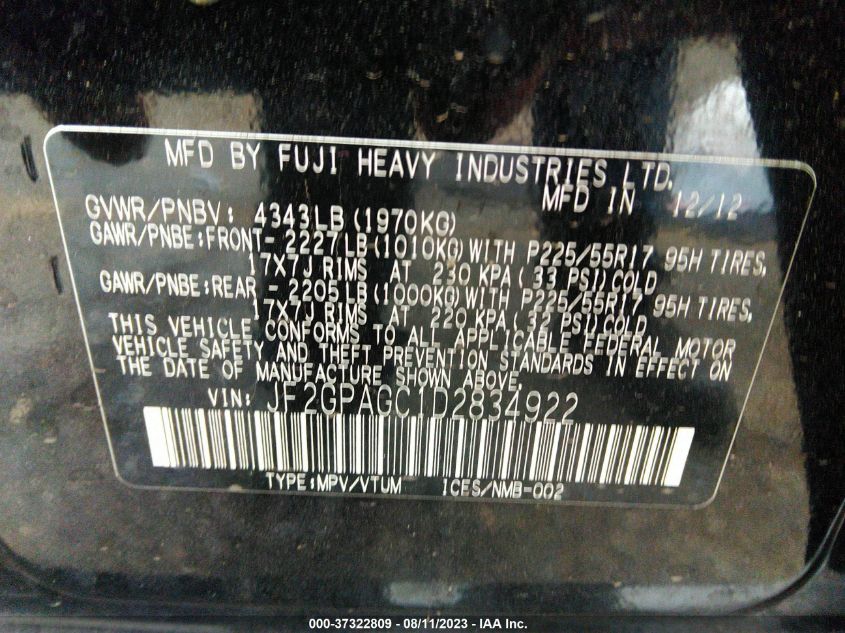 MFD BY FUJI HEAVY INDUSTRIES LTD.
MFD IN 12/12
GVWR/PNBV: 4343LB (1970KG)
GAWR/PNBE:FRONT- 2227LB(1010KG)WITH P225/55R17 95H TIRES,
17X7J RIMS AT 230 KPA( 33 PSI)COLD
GAWR/PNBE:REAR - 2205LB(1000KG)WITH P225/55R17 95H TIRES,
17X7J RIMS AT 220 KPA(32 PSI)COLD
THIS VEHICLE CONFORMS TO ALL APPLICABLE FEDERAL MOTOR
VEHICLE SAFETY AND THEFT PREVENTION STANDARDS IN EFFECT ON
THE DATE OF MANUFACTURE SHOWN ABOVE.
VIN: JF2GPAGC1D2834922
TYPE:MPV/VTUM ICES/NMB-002
000-37322809 - 08/11/2023 - IAA Inc.